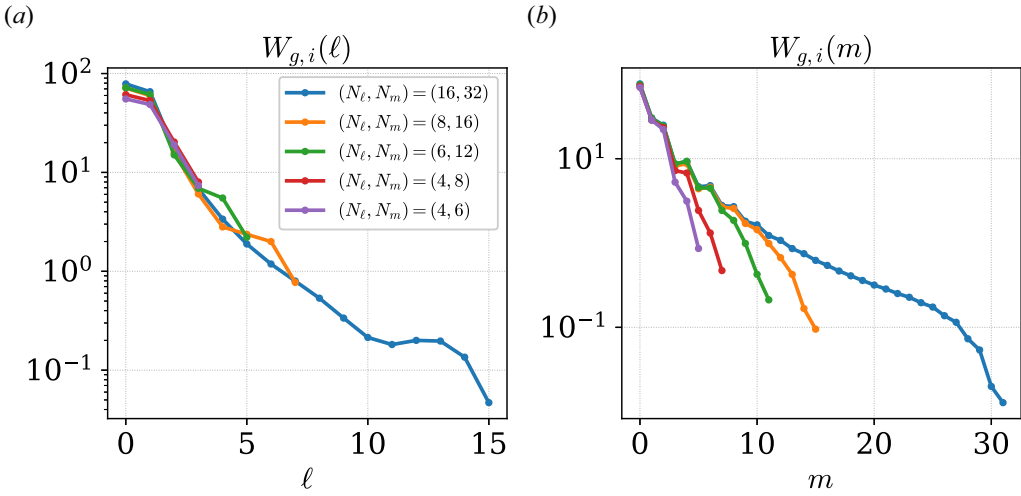 (a)
W_{g,i}(ℓ)
10^2
10^1
10^0
10^{-1}
0 5 10 15
ℓ
(N_ℓ, N_m) = (16, 32)
(N_ℓ, N_m) = (8, 16)
(N_ℓ, N_m) = (6, 12)
(N_ℓ, N_m) = (4, 8)
(N_ℓ, N_m) = (4, 6)
(b)
W_{g,i}(m)
10^1
10^{-1}
0 10 20 30
m